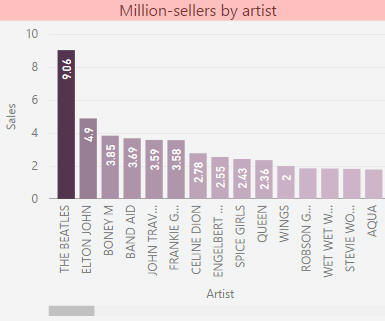 Million-sellers by artist
10
8
6
4
2
0
Sales
9.06
4.9
3.85
3.69
3.59
3.58
2.78
2.55
2.43
2.36
2
THE BEATLES
ELTON JOHN
BONEY M
BAND AID
JOHN TRAV...
FRANKIE G...
CELINE DION
ENGELBERT ...
SPICE GIRLS
QUEEN
WINGS
ROBSON G...
WET WET W...
STEVIE WO...
AQUA
Artist